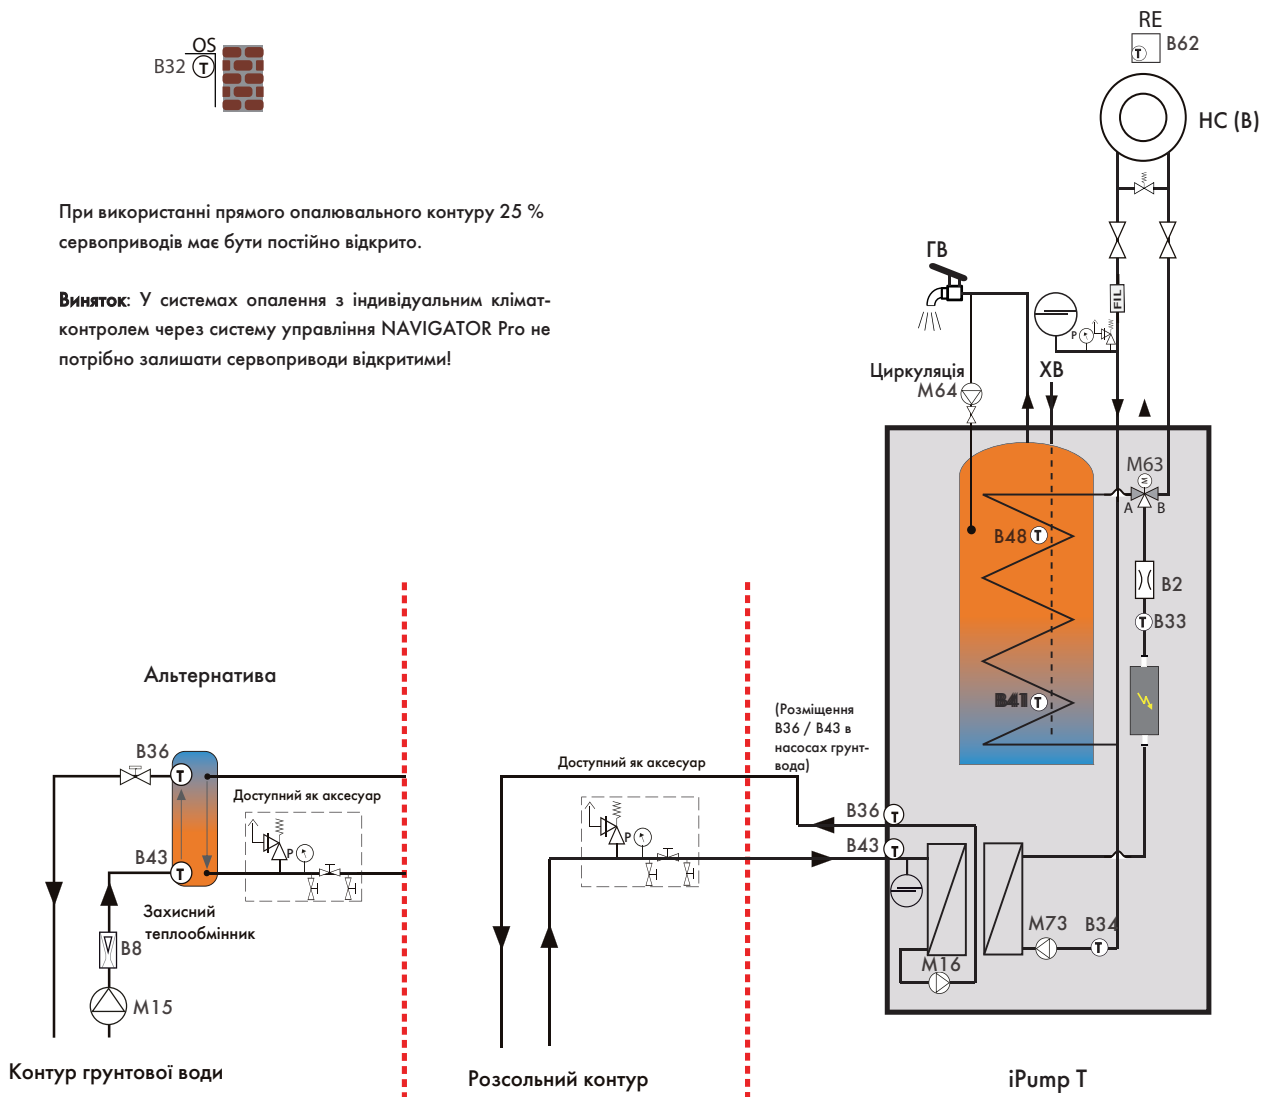 OS
B32 T
RE
T B62
HC (B)
При використанні прямого опалювального контуру 25 %
сервоприводів має бути постійно відкрито.
Виняток: У системах опалення з індивідуальним клімат-
контролем через систему управління NAVIGATOR Pro не
потрібно залишати сервоприводи відкритими!
ГВ
FIL
P
Циркуляція
M64
ХВ
M63
M
A B
B48 T
B2
T B33
B41 T
Альтернатива
(Розміщення
B36 / B43 в
насосах грунт-
вода)
B36
T
Доступний як аксесуар
Доступний як аксесуар
P
P
B36 T
B43 T
B43
T
Захисний
теплообмінник
B8
M15
M73 B34
T
M16
Контур грунтової води
Розсольний контур
iPump T